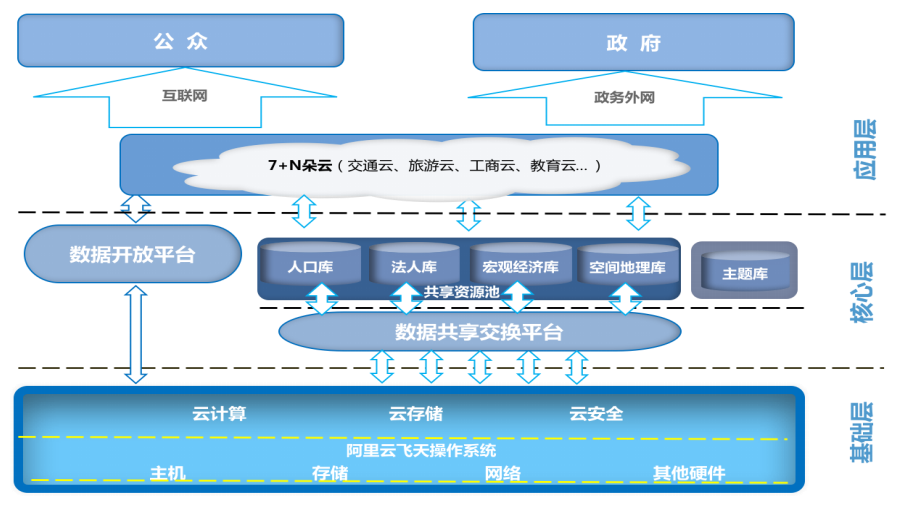 公 众
政 府
互联网
政务外网
7+N朵云（交通云、旅游云、工商云、教育云... ）
应用层
数据开放平台
人口库
法人库
宏观经济库
空间地理库
主题库
共享资源池
核心层
数据共享交换平台
云计算
云存储
云安全
阿里云飞天操作系统
主机
存储
网络
其他硬件
基础层